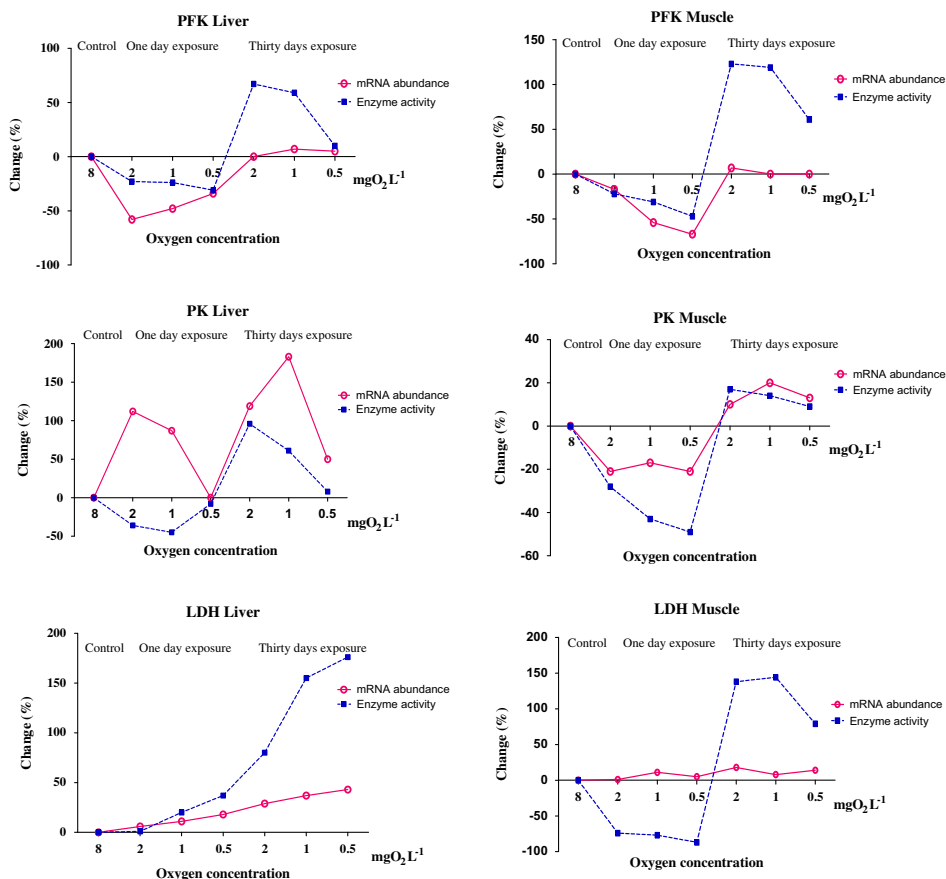 PFK Liver
Control One day exposure Thirty days exposure
100
50
0
-50
-100
Change (%)
mRNA abundance
Enzyme activity
8 2 1 0.5 2 1 0.5
mgO2L-1
Oxygen concentration
PFK Muscle
Control One day exposure Thirty days exposure
150
100
50
0
-50
-100
Change (%)
mRNA abundance
Enzyme activity
8 1 0.5 2 1 0.5
mgO2L-1
Oxygen concentration
PK Liver
Control One day exposure Thirty days exposure
200
150
100
50
0
-50
Change (%)
mRNA abundance
Enzyme activity
8 2 1 0.5 2 1 0.5
mgO2L-1
Oxygen concentration
PK Muscle
Control One day exposure Thirty days exposure
40
20
0
-20
-40
-60
Change (%)
mRNA abundance
Enzyme activity
8 2 1 0.5 2 1 0.5
mgO2L-1
Oxygen concentration
LDH Liver
Control One day exposure Thirty days exposure
200
150
100
50
0
Change (%)
mRNA abundance
Enzyme activity
8 2 1 0.5 2 1 0.5
mgO2L-1
Oxygen concentration
LDH Muscle
Control One day exposure Thirty days exposure
200
150
100
50
0
-50
-100
Change (%)
mRNA abundance
Enzyme activity
8 2 1 0.5 2 1 0.5
mgO2L-1
Oxygen concentration